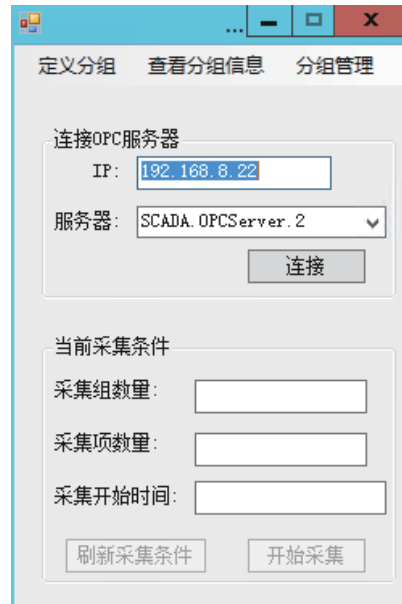 ...
定义分组 查看分组信息 分组管理
连接OPC服务器
IP: 192.168.8.22
服务器: SCADA.OPCServer.2
连接
当前采集条件
采集组数量:
采集项数量:
采集开始时间:
刷新采集条件 开始采集